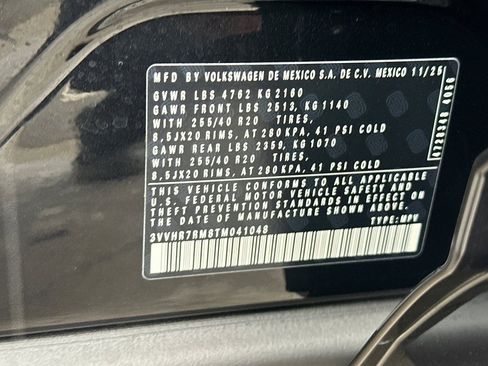 MFD BY VOLKSWAGEN DE MEXICO S.A. DE C.V. MEXICO 11/25
GVWR LBS 4762 KG 2160
GAWR FRONT LBS 2513, KG 1140
WITH 255/40 R20 TIRES,
8,5JX20 RIMS, AT 280 KPA, 41 PSI COLD
GAWR REAR LBS 2359, KG 1070
WITH 255/40 R20 TIRES,
8,5JX20 RIMS, AT 280 KPA, 41 PSI COLD
THIS VEHICLE CONFORMS TO ALL APPLICABLE
U.S. FEDERAL MOTOR VEHICLE SAFETY AND
THEFT PREVENTION STANDARDS IN EFFECT
ON THE DATE OF MANUFACTURE SHOWN ABOVE
3VVHR7RM8TM041048
TYPE: MPV